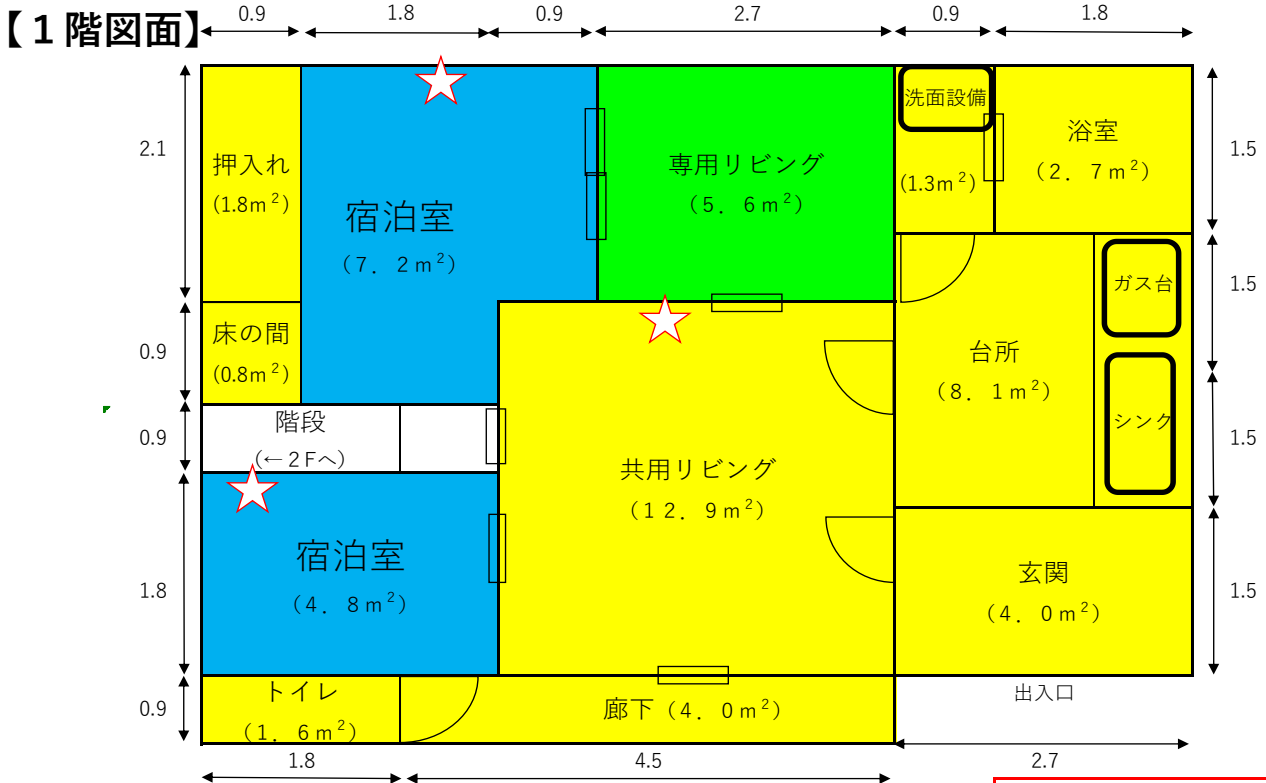 【１階図面】
0.9
1.8
0.9
2.7
0.9
1.8
2.1
0.9
0.9
1.8
0.9
押入れ
(1.8m²)
宿泊室
（７．２ｍ²）
専用リビング
（５．６ｍ²）
洗面設備
(1.3m²)
浴室
（２．７ｍ²）
1.5
1.5
1.5
1.5
床の間
(0.8m²)
台所
（８．１ｍ²）
ガス台
シンク
階段
(←２Fへ)
共用リビング
（１２．９ｍ²）
宿泊室
（４．８ｍ²）
玄関
（４．０ｍ²）
トイレ
（１．６ｍ²）
廊下（４．０ｍ²）
出入口
1.8
4.5
2.7